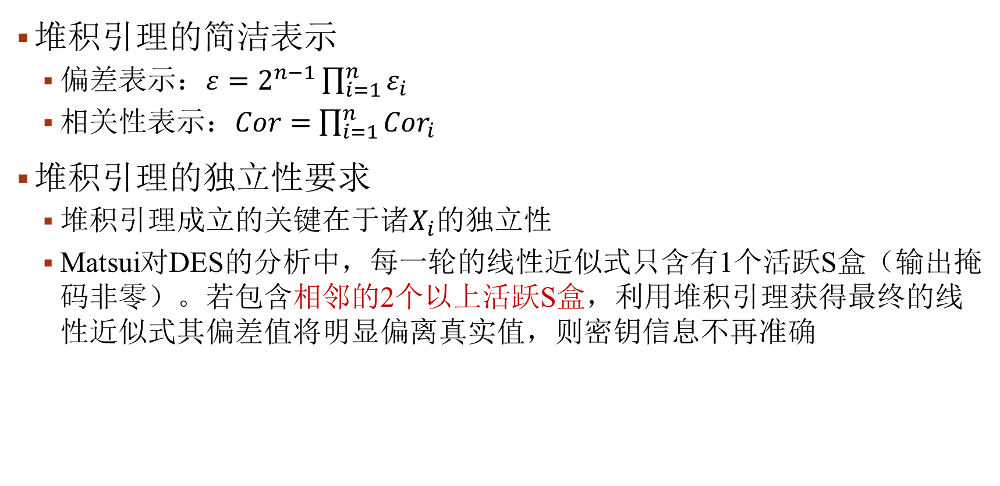 ▪堆积引理的简洁表示
▪偏差表示：$\varepsilon = 2^{n-1} \prod_{i=1}^{n} \varepsilon_i$
▪相关性表示：$Cor = \prod_{i=1}^{n} Cor_i$
▪堆积引理的独立性要求
▪堆积引理成立的关键在于诸$X_i$的独立性
▪Matsui对DES的分析中，每一轮的线性近似式只含有1个活跃S盒（输出掩
码非零）。若包含相邻的2个以上活跃S盒，利用堆积引理获得最终的线
性近似式其偏差值将明显偏离真实值，则密钥信息不再准确